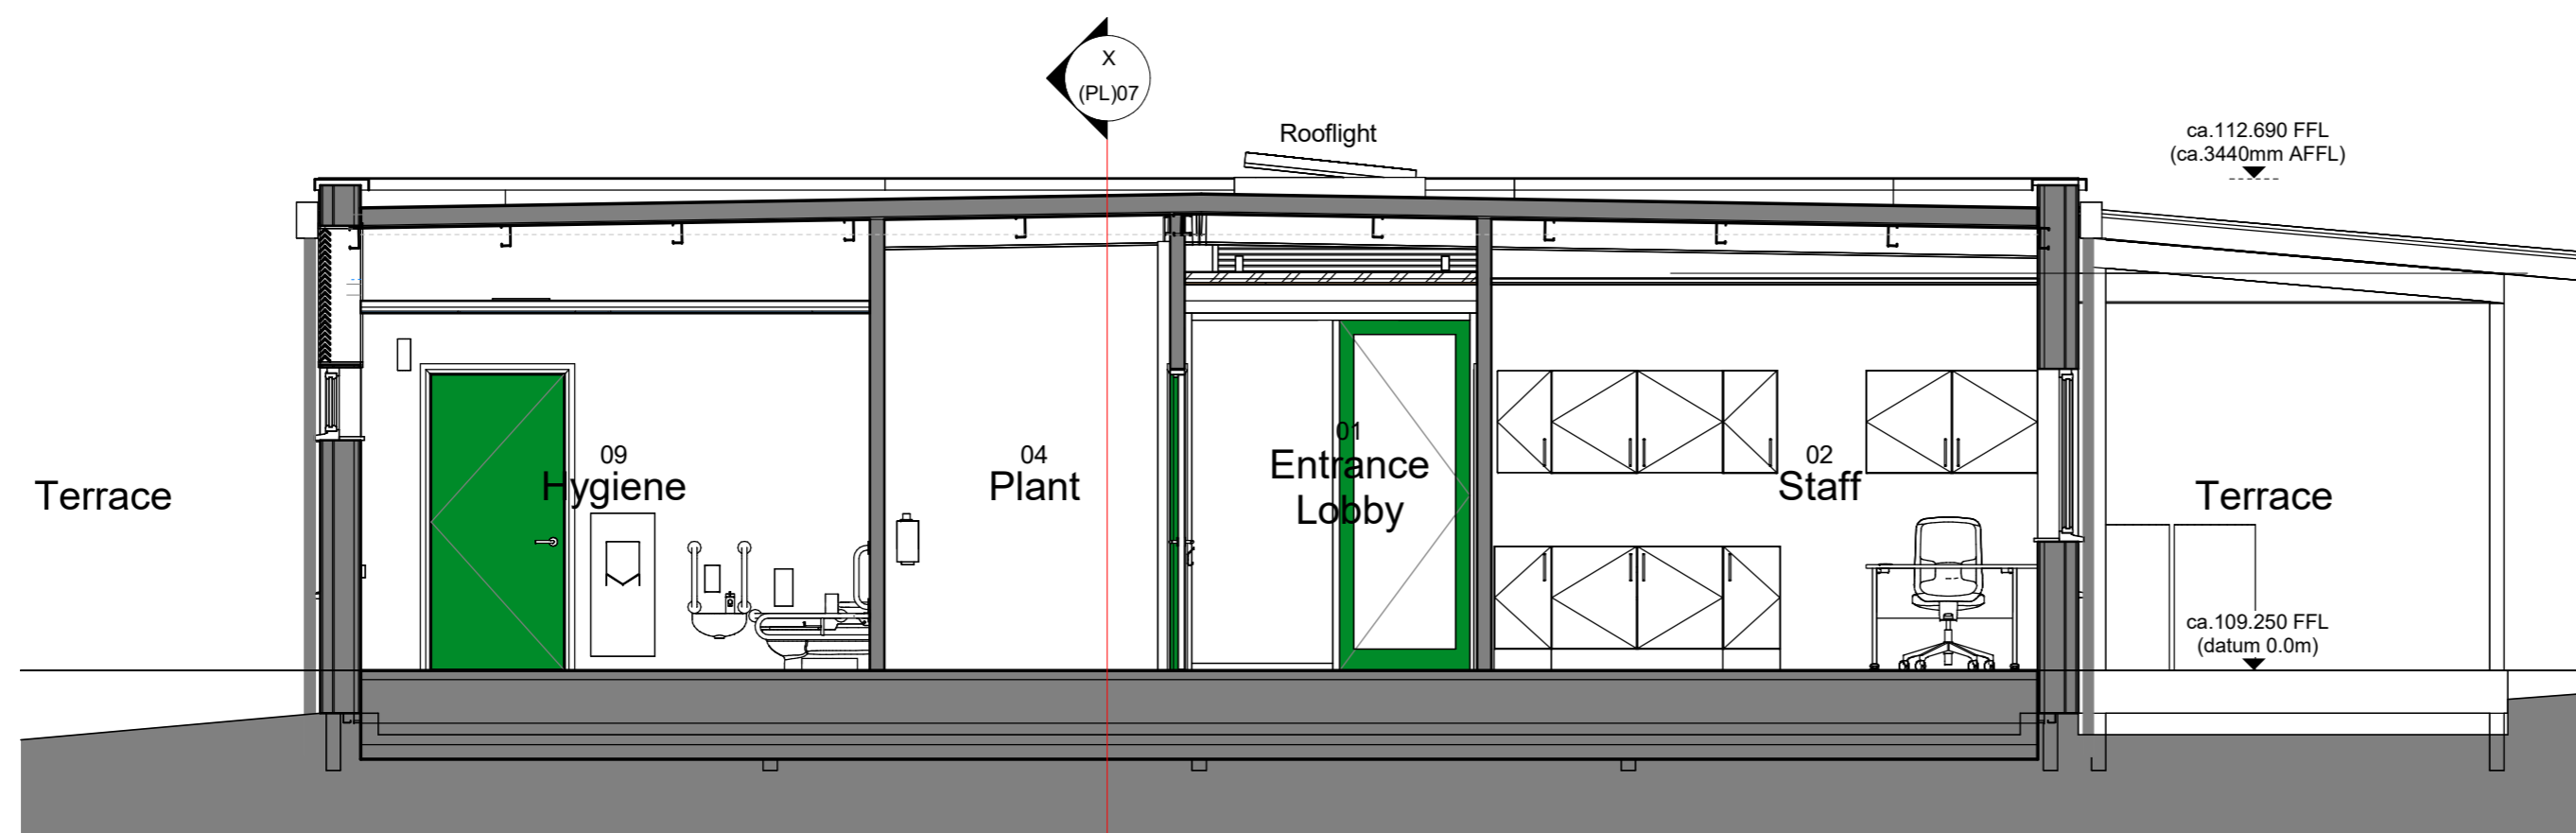 X
(PL)07
Rooflight
ca.112.690 FFL
(ca.3440mm AFFL)
Terrace
09
Hygiene
04
Plant
01
Entrance
Lobby
02
Staff
Terrace
ca.109.250 FFL
(datum 0.0m)